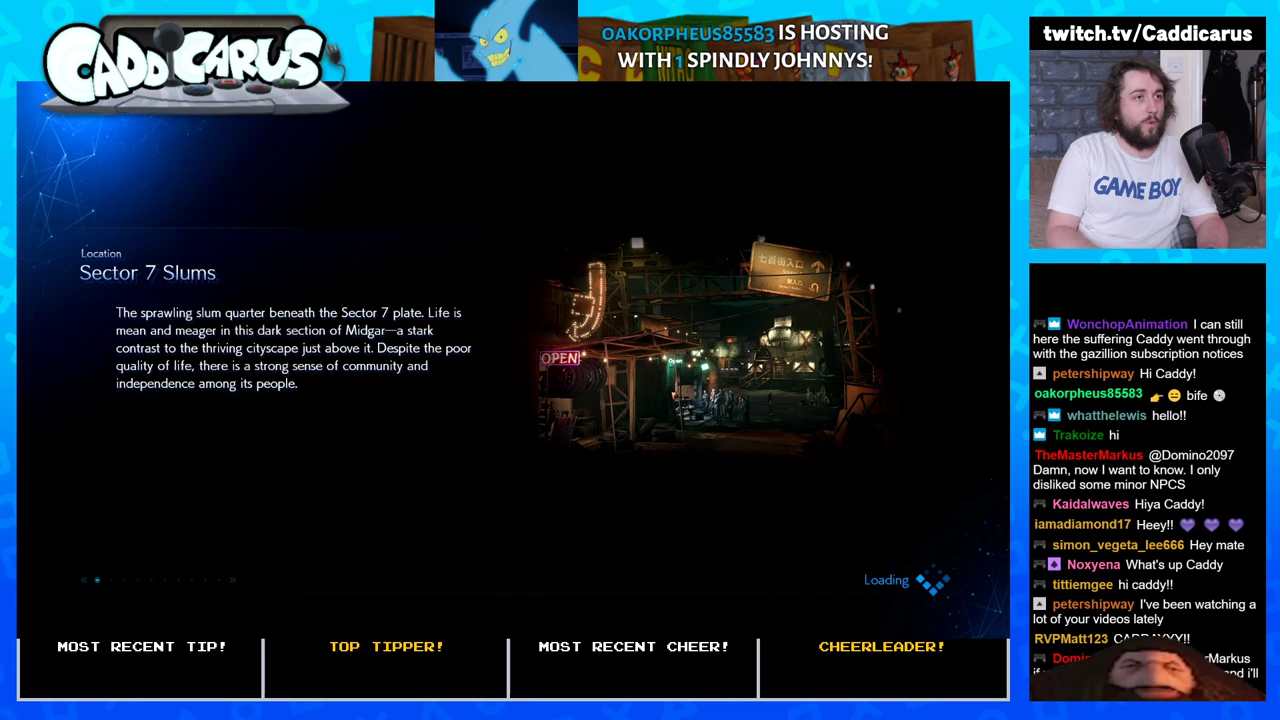 CADDICARUS
OAKORPHEUS85583 IS HOSTING
WITH 1 SPINDLY JOHNNYS!
twitch.tv/Caddicarus
GAME BOY
Location
Sector 7 Slums
The sprawling slum quarter beneath the Sector 7 plate. Life is
mean and meager in this dark section of Midgar—a stark
contrast to the thriving cityscape just above it. Despite the poor
quality of life, there is a strong sense of community and
independence among its people.
OPEN
Loading
WonchopAnimation I can still
here the suffering Caddy went through
with the gazillion subscription notices
petershipway Hi Caddy!
oakorpheus85583 bife
whatthelewis hello!!
Trakoize hi
TheMasterMarkus @Domino2097
Damn, now I want to know. I only
disliked some minor NPCS
Kaidalwaves Hiya Caddy!
iamadiamond17 Heey!!
simon_vegeta_lee666 Hey mate
Noxyena What's up Caddy
tittiemgee hi caddy!!
petershipway I've been watching a
lot of your videos lately
RVPMatt123
MOST RECENT TIP!
TOP TIPPER!
MOST RECENT CHEER!
CHEERLEADER!